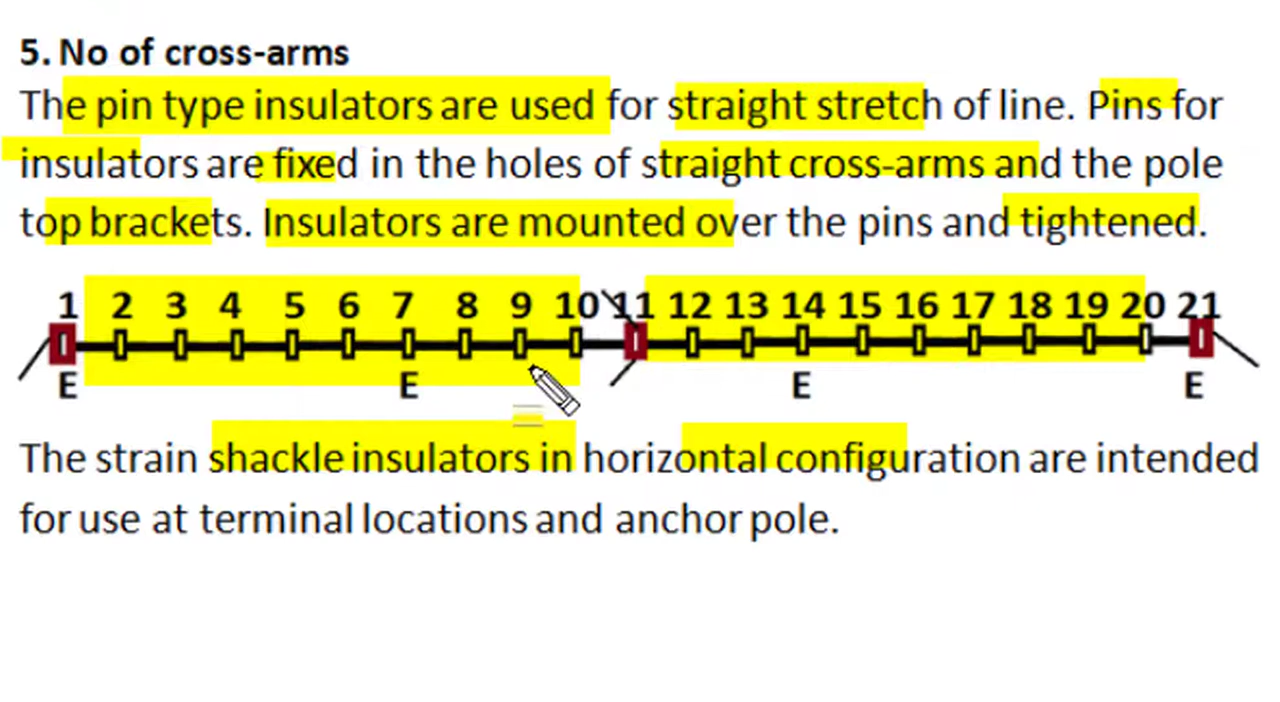 5. No of cross-arms
The pin type insulators are used for straight stretch of line. Pins for
insulators are fixed in the holes of straight cross-arms and the pole
top brackets. Insulators are mounted over the pins and tightened.
1 2 3 4 5 6 7 8 9 10 11 12 13 14 15 16 17 18 19 20 21
E E E E
The strain shackle insulators in horizontal configuration are intended
for use at terminal locations and anchor pole.